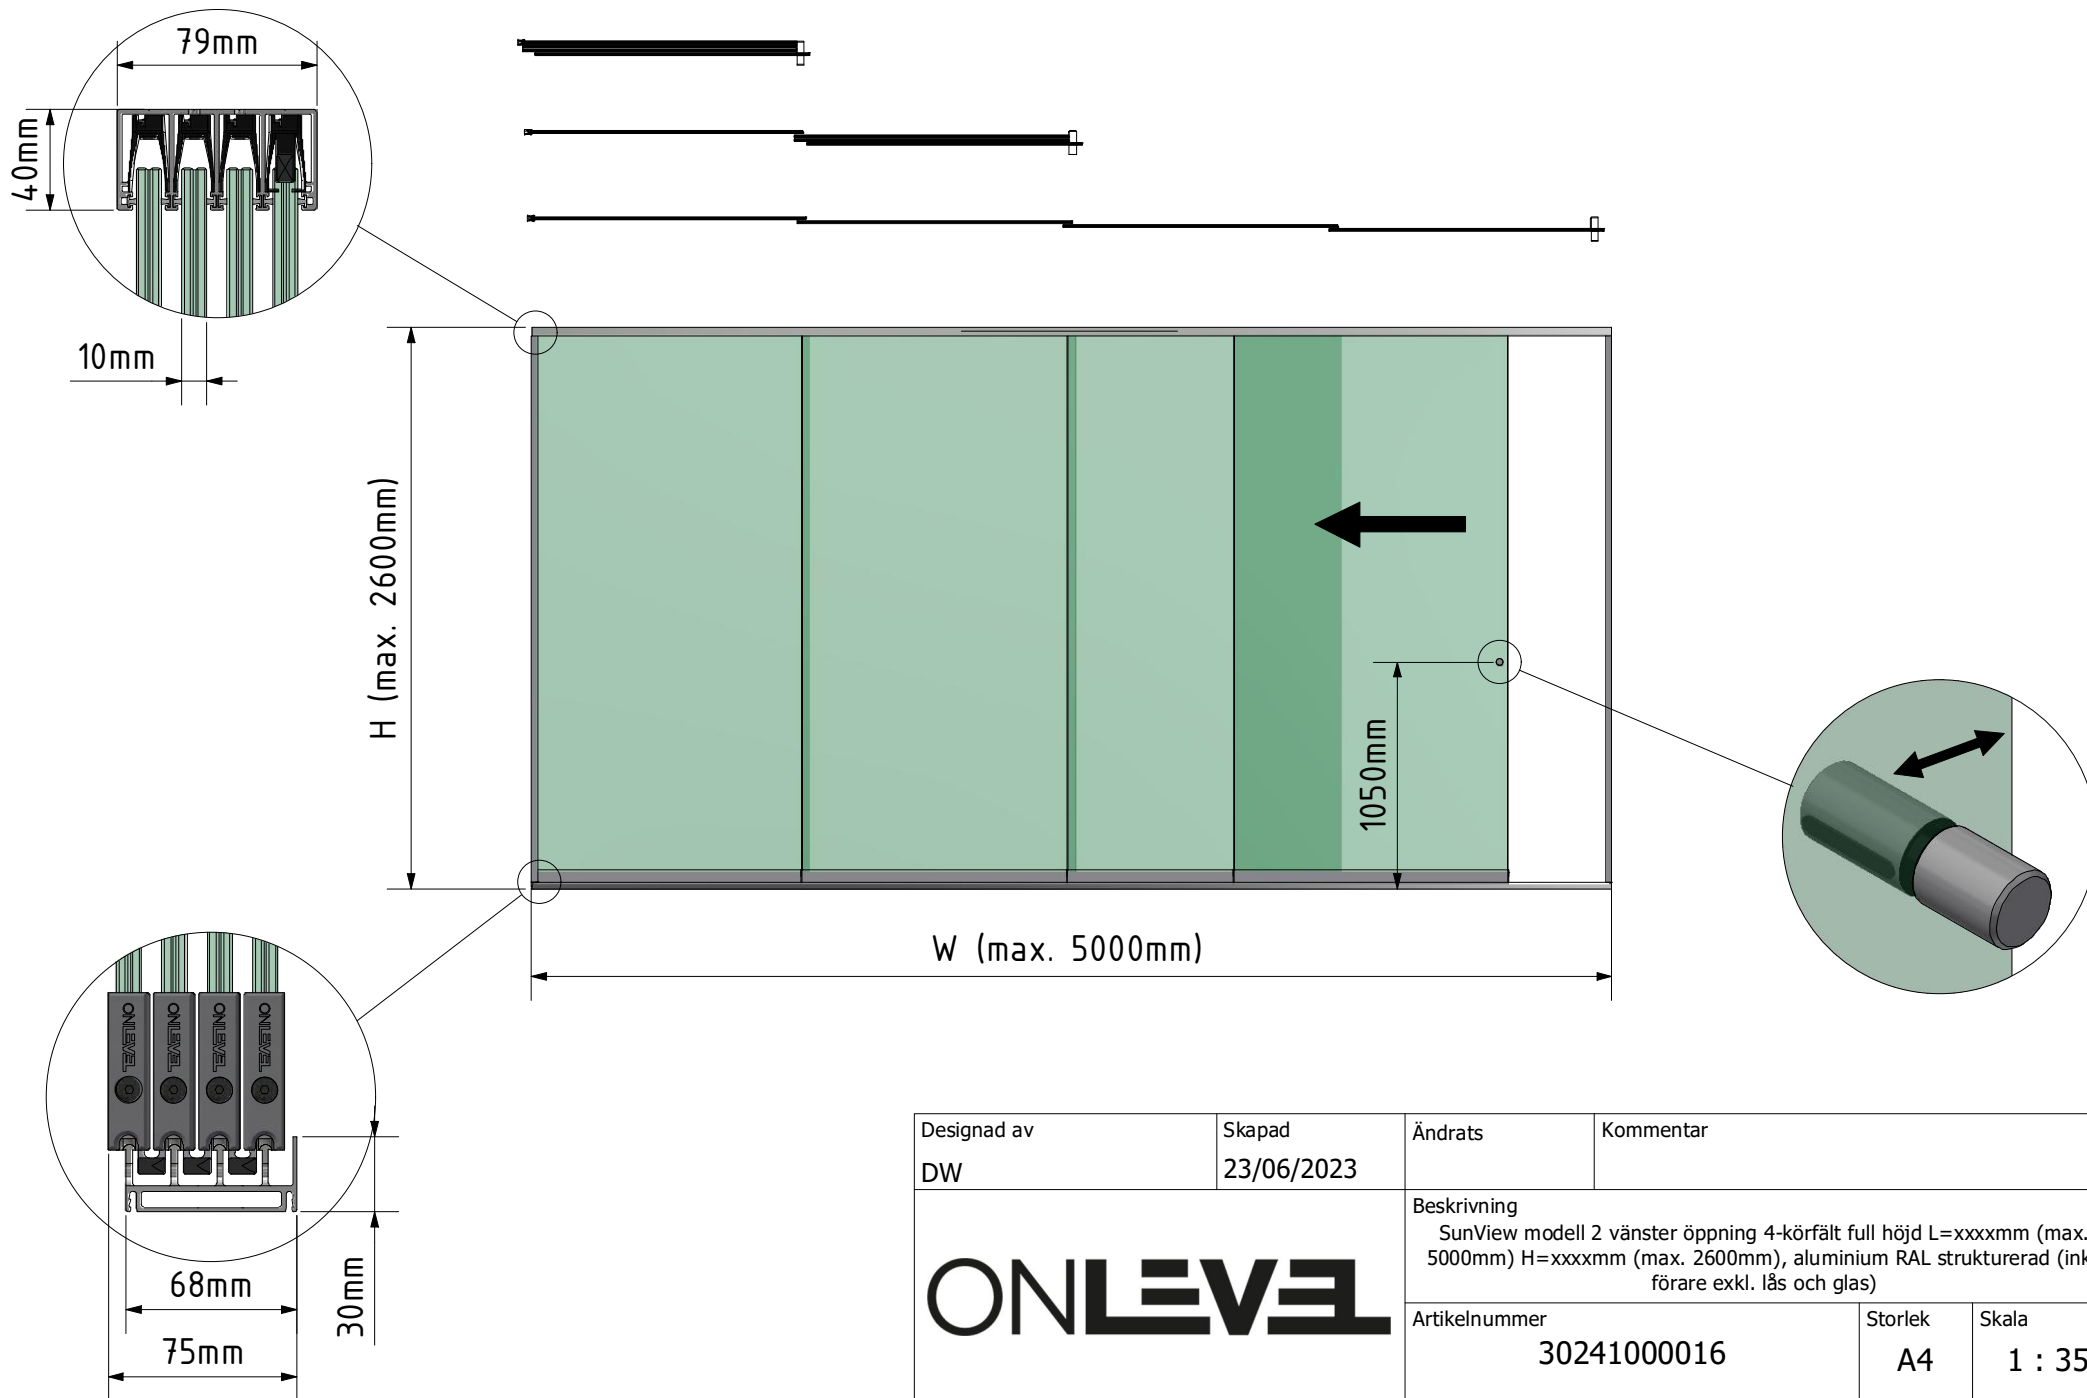 79mm
40mm
10mm
H (max. 2600mm)
1050mm
W (max. 5000mm)
ONLEVEL
ONLEVEL
ONLEVEL
ONLEVEL
68mm
75mm
30mm
Designad av
DW
Skapad
23/06/2023
Ändrats
Kommentar
ONLEVEL
Beskrivning
SunView modell 2 vänster öppning 4-körfält full höjd L=xxxxmm (max.
5000mm) H=xxxxmm (max. 2600mm), aluminium RAL strukturerad (ink
förare exkl. lås och glas)
Artikelnummer
30241000016
Storlek
A4
Skala
1 : 35